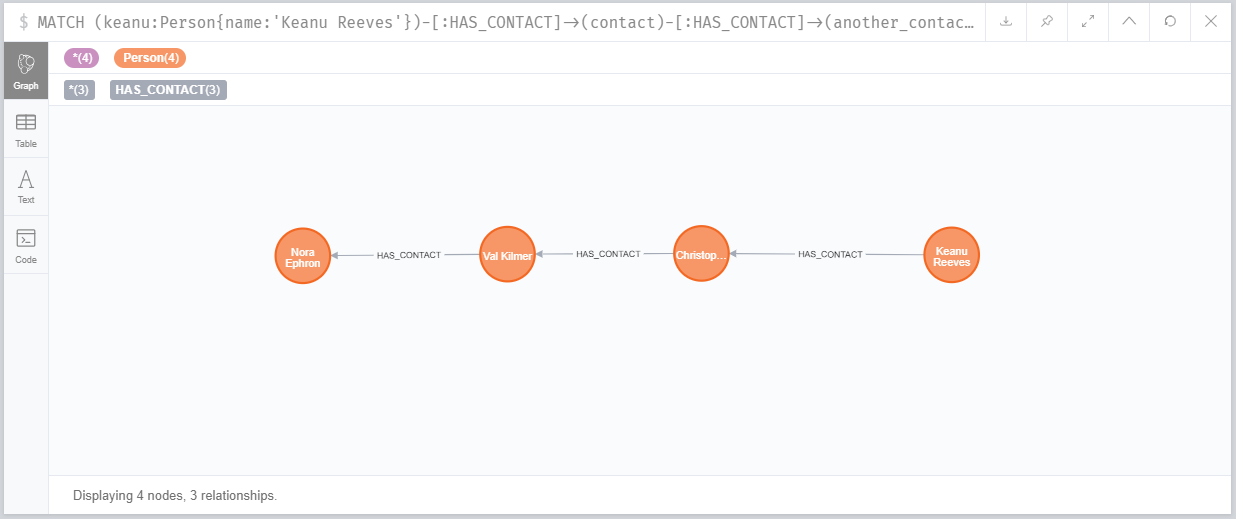 $ MATCH (keanu:Person{name:'Keanu Reeves'})-[:HAS_CONTACT]->(contact)-[:HAS_CONTACT]->(another_contac…
*(4) Person(4)
*(3) HAS_CONTACT(3)
Graph
Table
Text
Code
Nora
Ephron
HAS_CONTACT
Val Kilmer
HAS_CONTACT
Christop...
HAS_CONTACT
Keanu
Reeves
Displaying 4 nodes, 3 relationships.